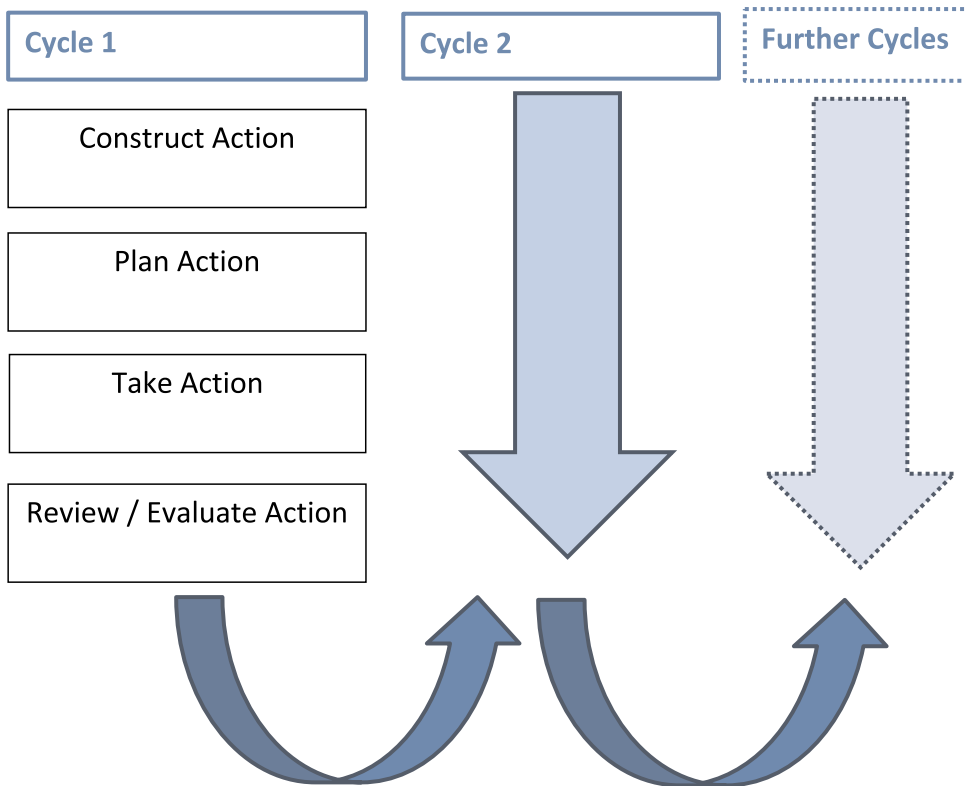 Cycle 1
Cycle 2
Further Cycles
Construct Action
Plan Action
Take Action
Review / Evaluate Action